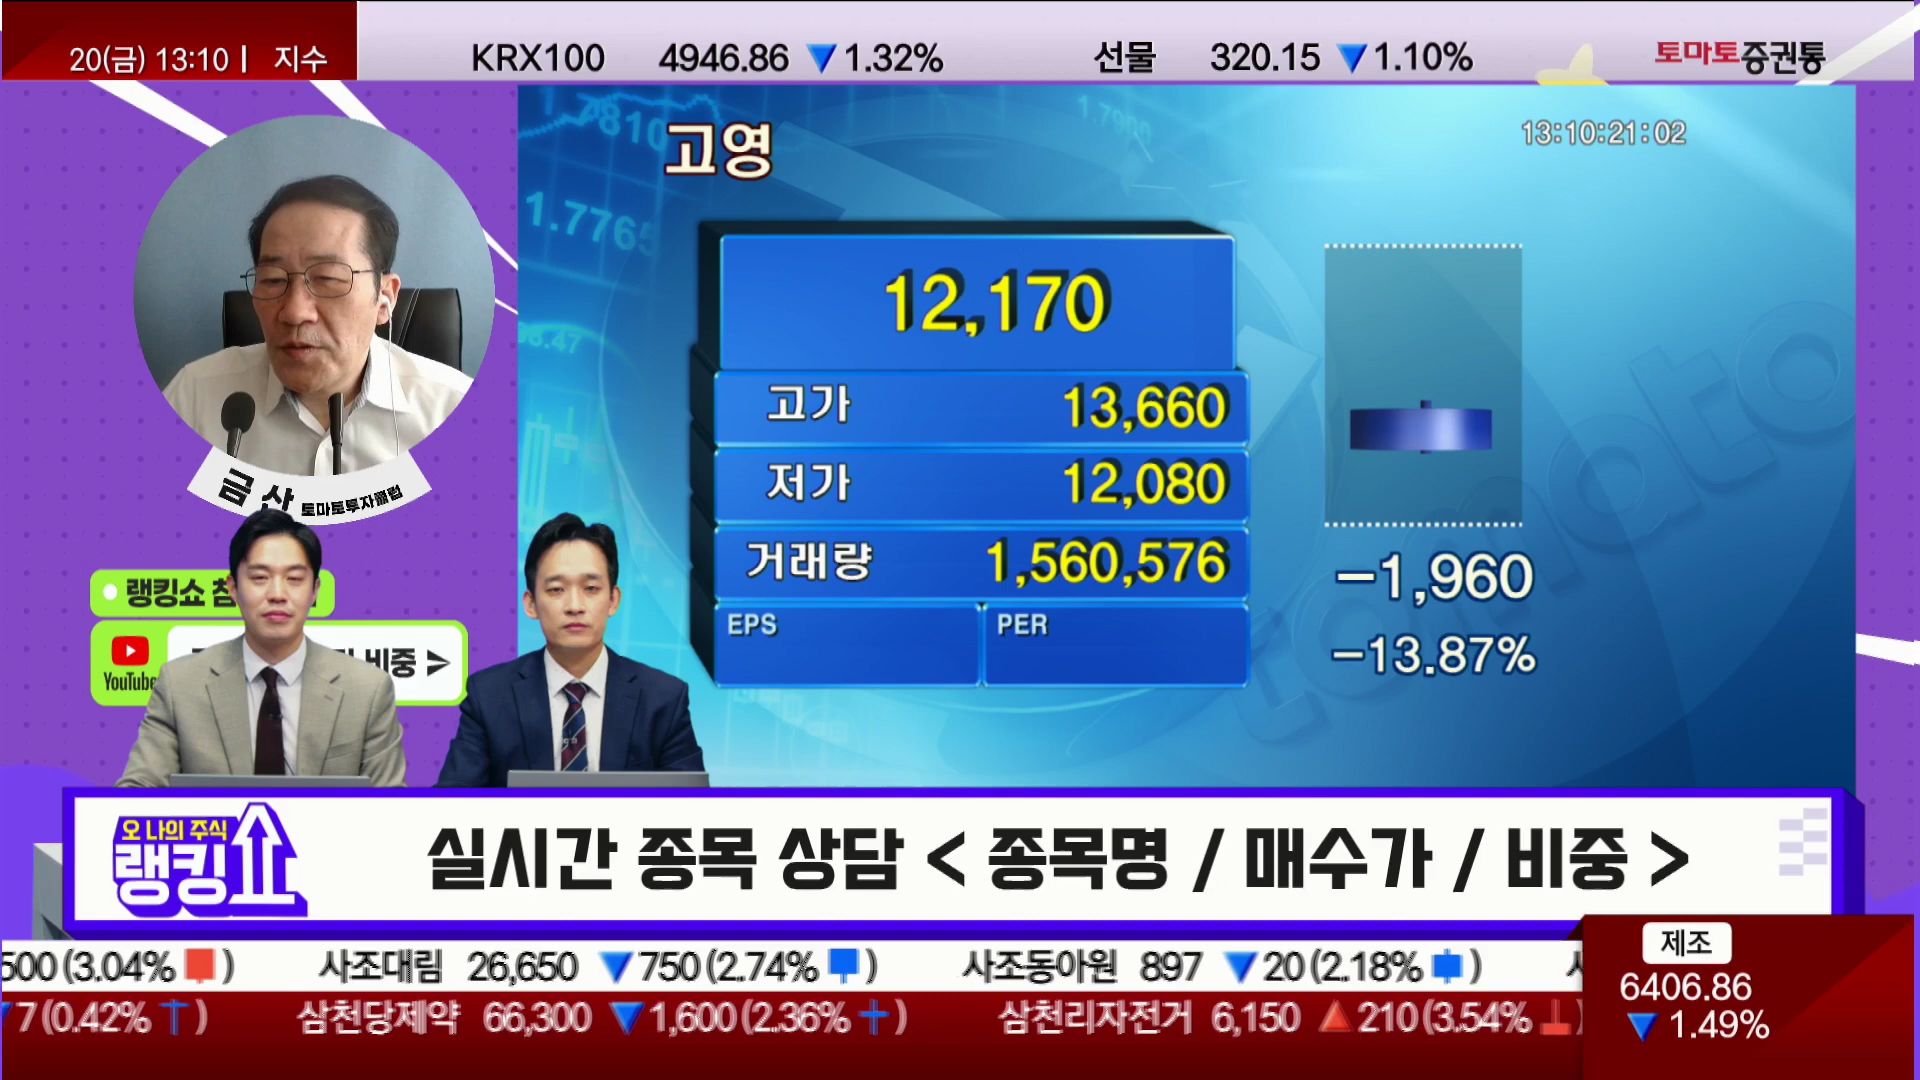 20(금) 13:10 | 지수
KRX100 4946.86 ▼1.32% 선물 320.15 ▼1.10%
토마토증권통
고영
13:10:21:02
12,170
고가 13,660
저가 12,080
거래량 1,560,576
EPS PER
-1,960
-13.87%
금산 토마토투자클럽
랭킹쇼 참
YouTube
비중 >
오 나의 주식
랭킹쇼
실시간 종목 상담 < 종목명 / 매수가 / 비중 >
500(3.04% ) 사조대림 26,650 ▼750(2.74% ) 사조동아원 897 ▼20(2.18% )
7(0.42% ) 삼천당제약 66,300 ▼1,600(2.36% ) 삼천리자전거 6,150 ▲210(3.54% )
제조
6406.86
▼ 1.49%